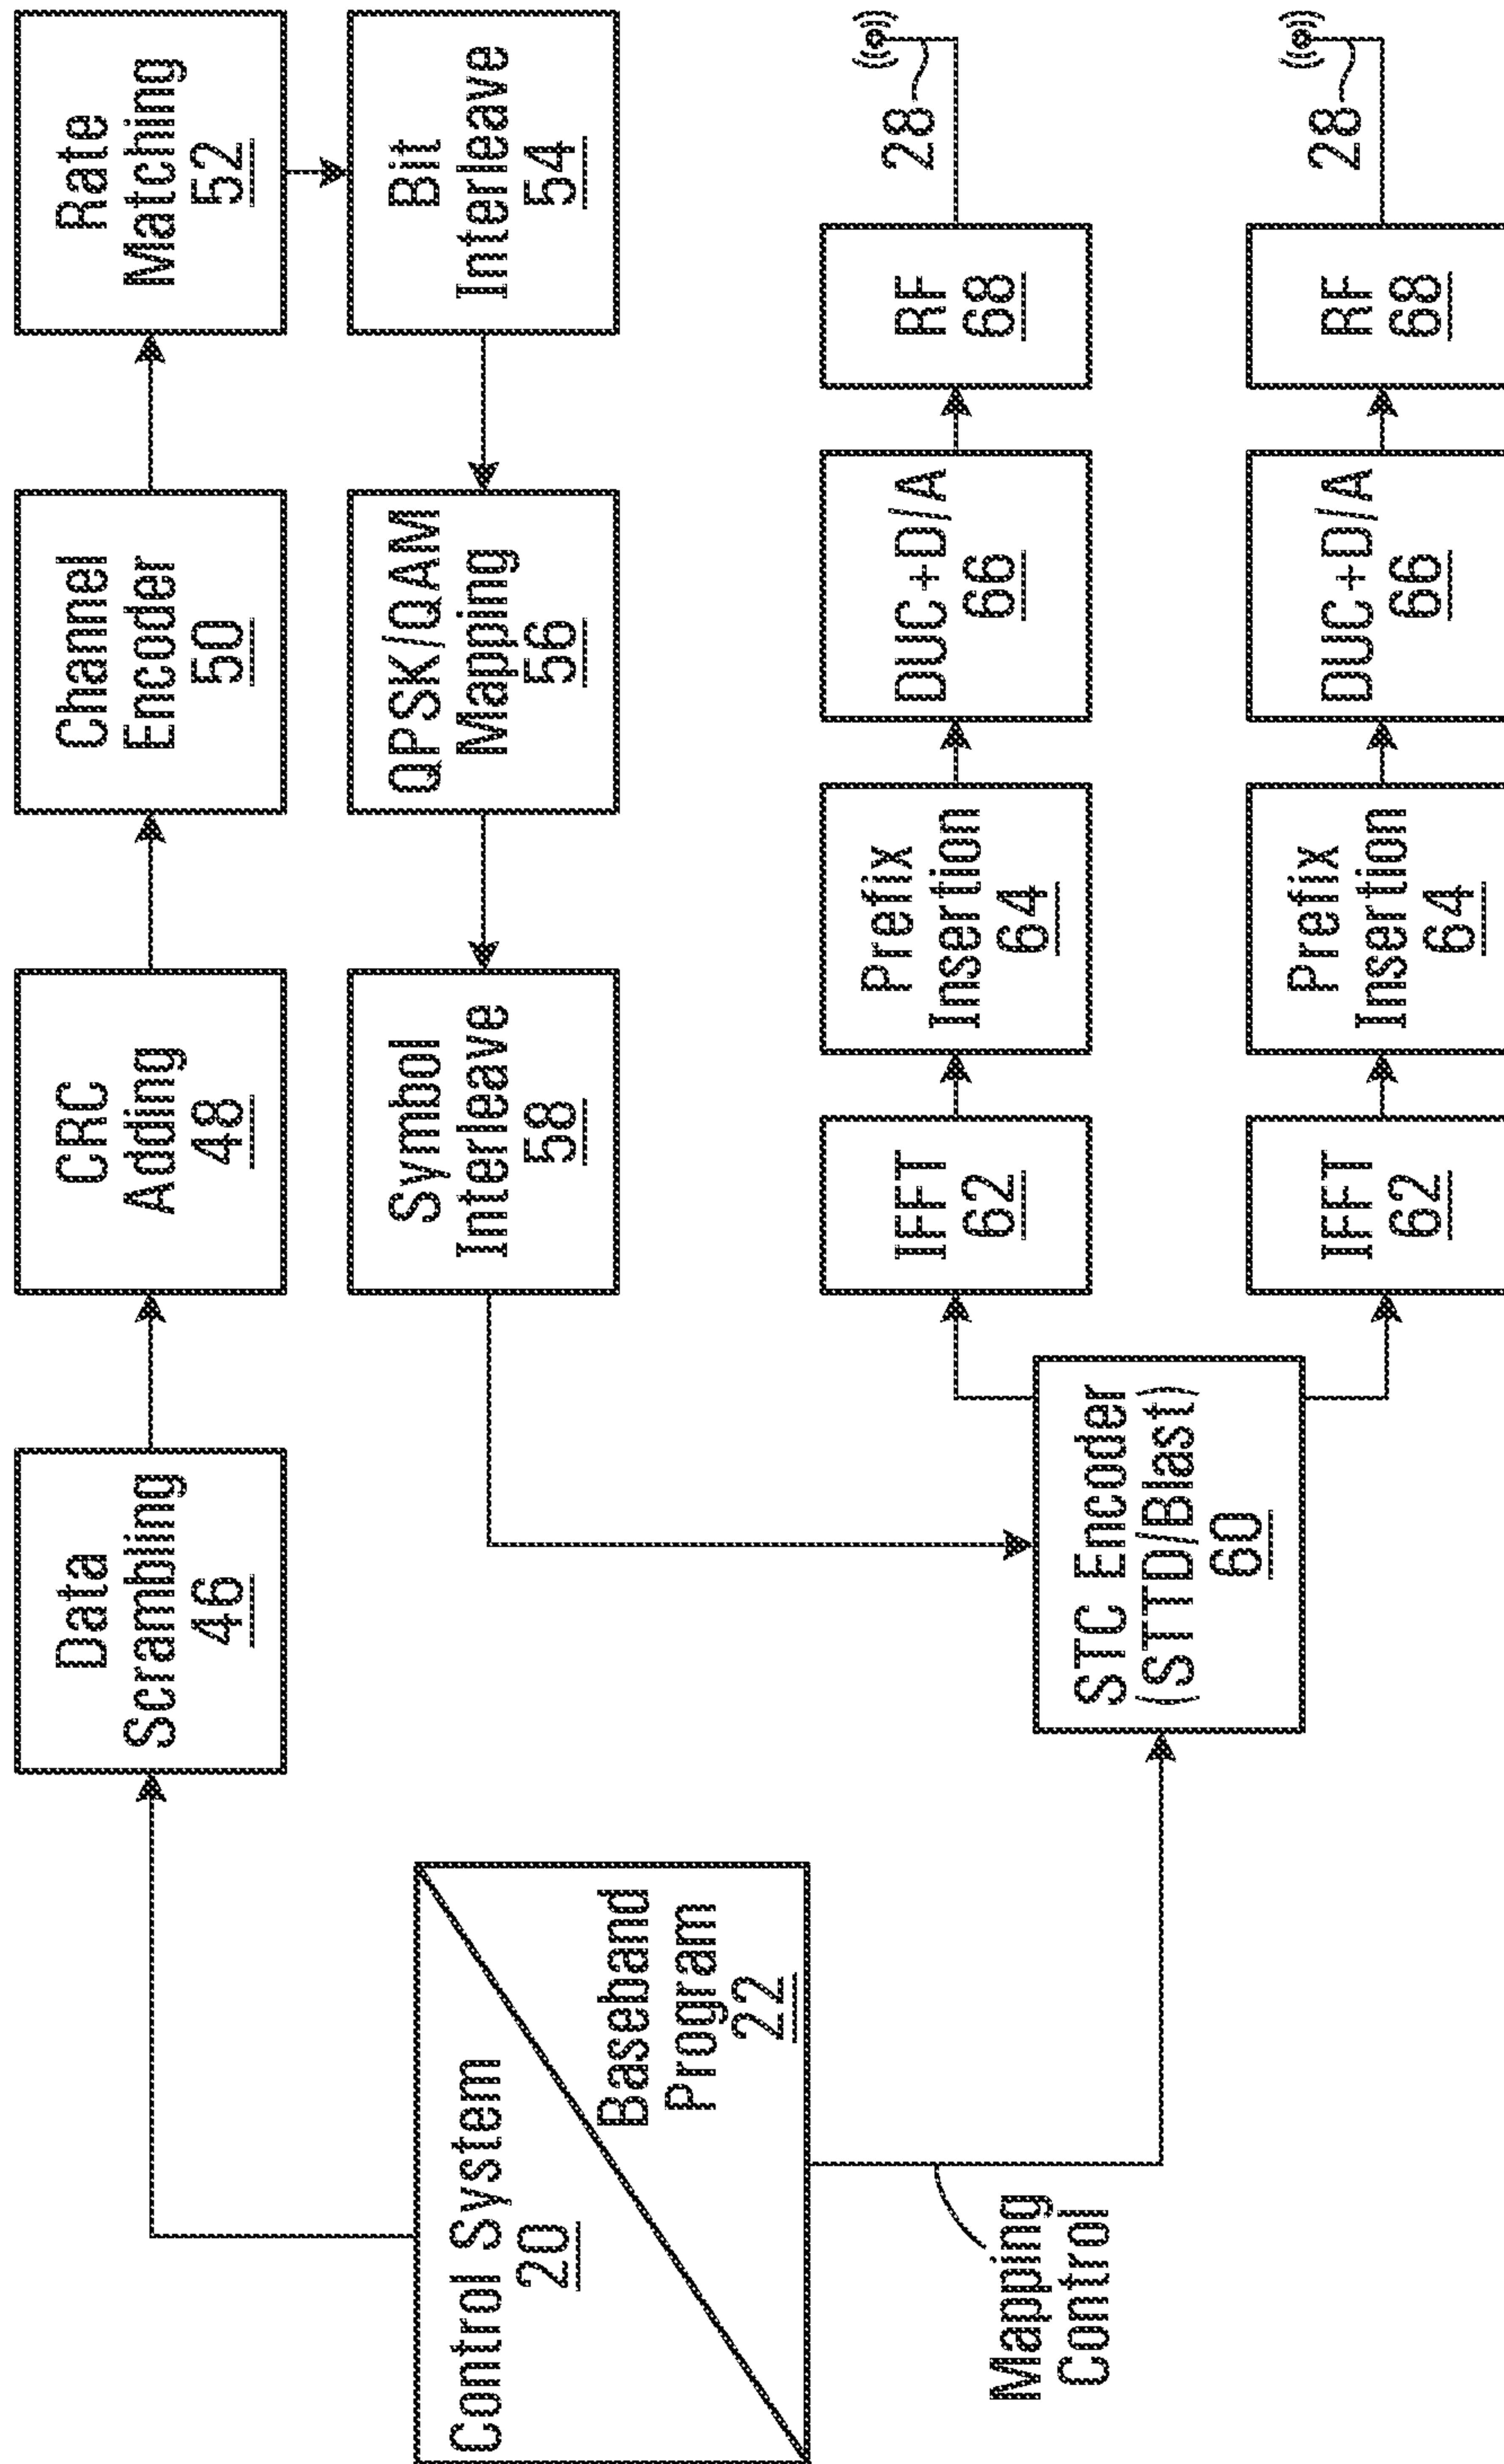 Data
Scrambling
46
CRC
Adding
48
Channel
Encoder
50
Rate
Matching
52
Control System
20
Baseband
Program
22
Symbol
Interleave
58
QPSK/QAM
Mapping
56
Bit
Interleave
54
Mapping
Control
STC Encoder
(STTD/Blast)
60
IFFT
62
Prefix
Insertion
64
DUC+D/A
66
RF
68
28
IFFT
62
Prefix
Insertion
64
DUC+D/A
66
RF
68
28